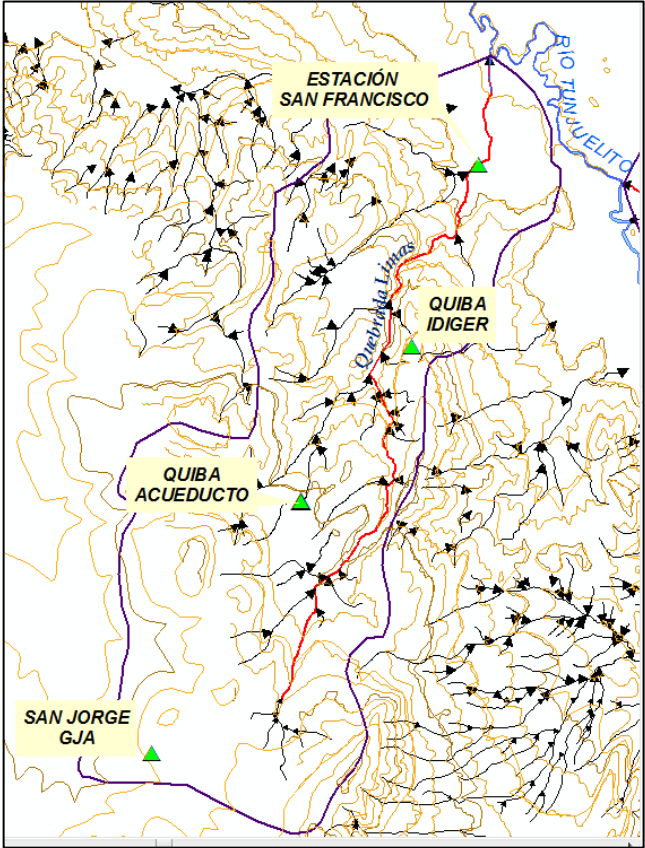 ESTACIÓN
SAN FRANCISCO
RÍO TUNJUELITO
Quebrada Limas
QUIBA
IDIGER
QUIBA
ACUEDUCTO
SAN JORGE
GJA